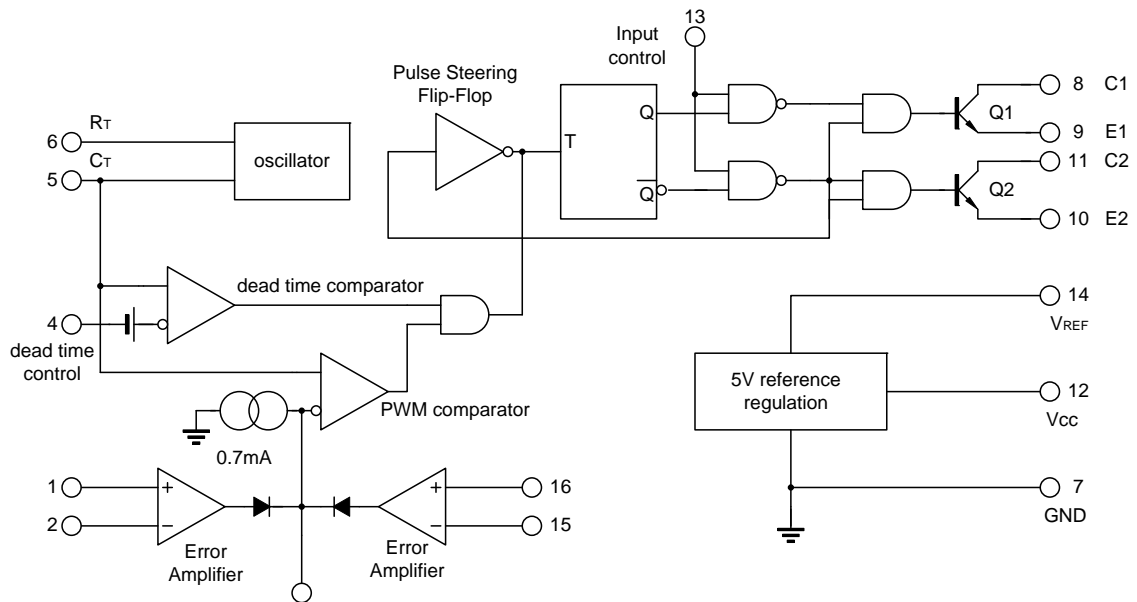 13
Input
control
Pulse Steering
Flip-Flop
8 C1
Q
Q1
6 RT
9 E1
T
oscillator
CT
5
11 C2
Q
Q2
10 E2
dead time comparator
14
4
VREF
dead time
control
5V reference
regulation
12
PWM comparator
Vcc
0.7mA
1
+
+
16
7
2
−
−
15
GND
Error
Amplifier
Error
Amplifier